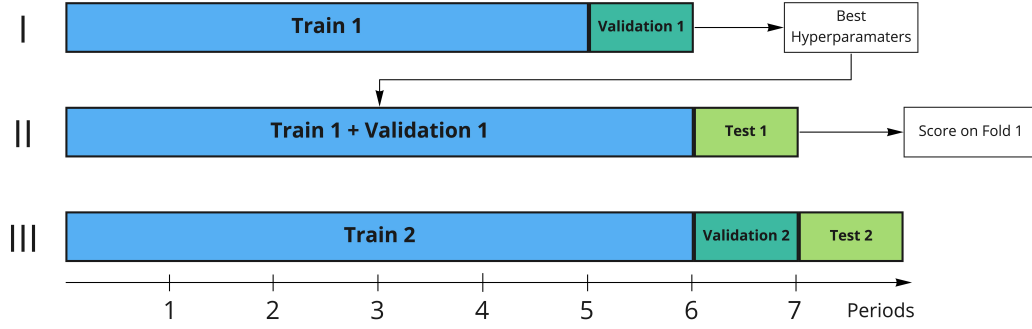 I
Train 1
Validation 1
Best
Hyperparamaters
II
Train 1 + Validation 1
Test 1
Score on Fold 1
III
Train 2
Validation 2
Test 2
1 2 3 4 5 6 7 Periods